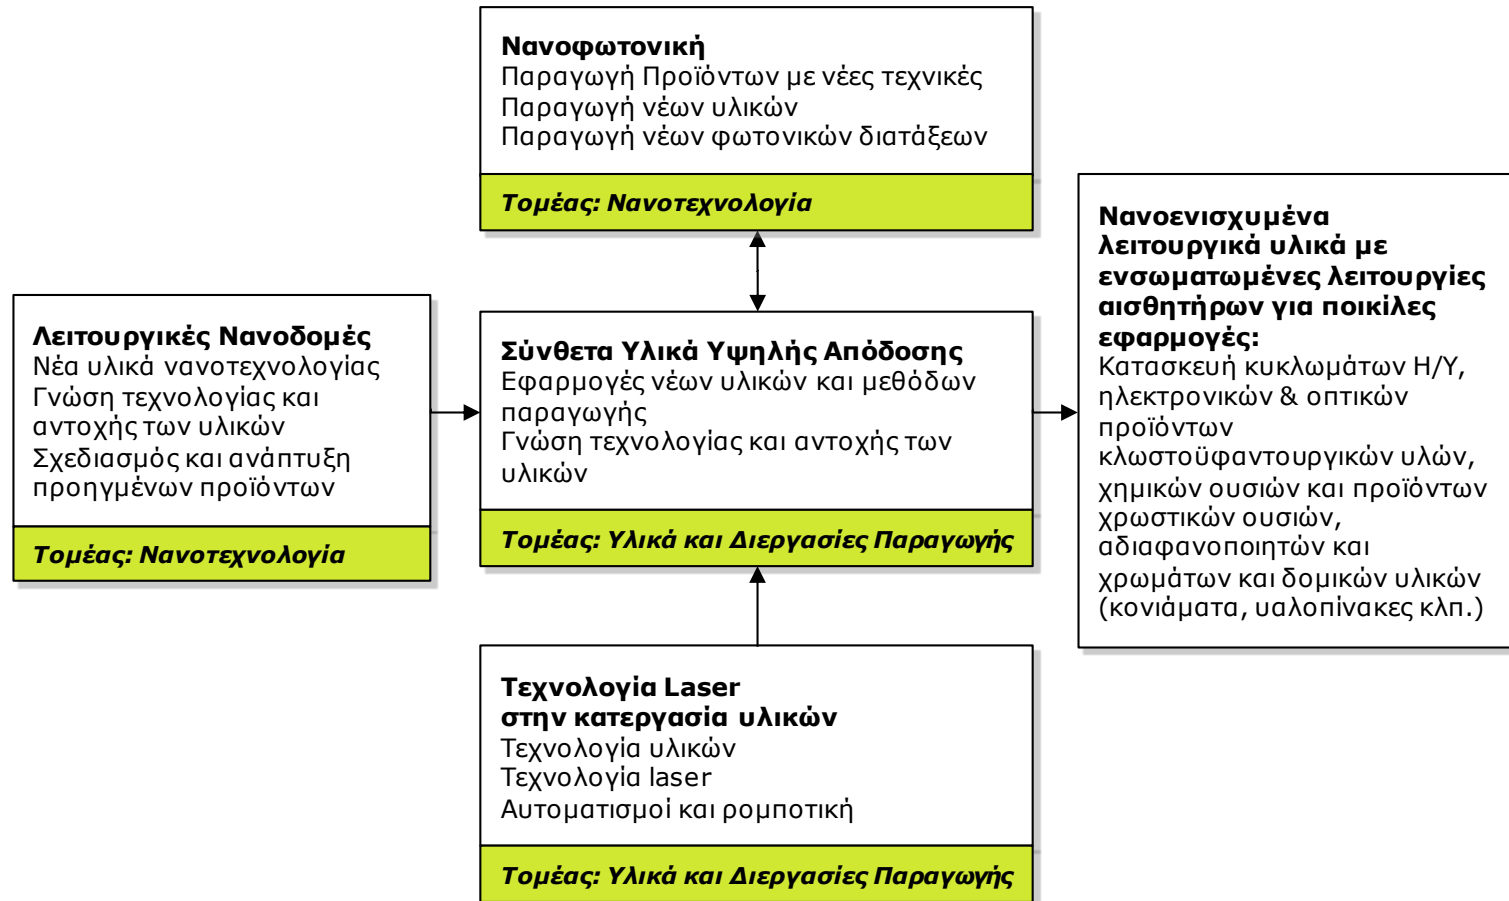 Νανοφωτονική
Παραγωγή Προϊόντων με νέες τεχνικές
Παραγωγή νέων υλικών
Παραγωγή νέων φωτονικών διατάξεων
Τομέας: Νανοτεχνολογία
Λειτουργικές Νανοδομές
Νέα υλικά νανοτεχνολογίας
Γνώση τεχνολογίας και
αντοχής των υλικών
Σχεδιασμός και ανάπτυξη
προηγμένων προϊόντων
Τομέας: Νανοτεχνολογία
Σύνθετα Υλικά Υψηλής Απόδοσης
Εφαρμογές νέων υλικών και μεθόδων
παραγωγής
Γνώση τεχνολογίας και αντοχής των
υλικών
Τομέας: Υλικά και Διεργασίες Παραγωγής
Νανοενισχυμένα
λειτουργικά υλικά με
ενσωματωμένες λειτουργίες
αισθητήρων για ποικίλες
εφαρμογές:
Κατασκευή κυκλωμάτων Η/Υ,
ηλεκτρονικών & οπτικών
προϊόντων
κλωστοϋφαντουργικών υλών,
χημικών ουσιών και προϊόντων
χρωστικών ουσιών,
αδιαφανοποιητών και
χρωμάτων και δομικών υλικών
(κονιάματα, υαλοπίνακες κλπ.)
Τεχνολογία Laser
στην κατεργασία υλικών
Τεχνολογία υλικών
Τεχνολογία laser
Αυτοματισμοί και ρομποτική
Τομέας: Υλικά και Διεργασίες Παραγωγής